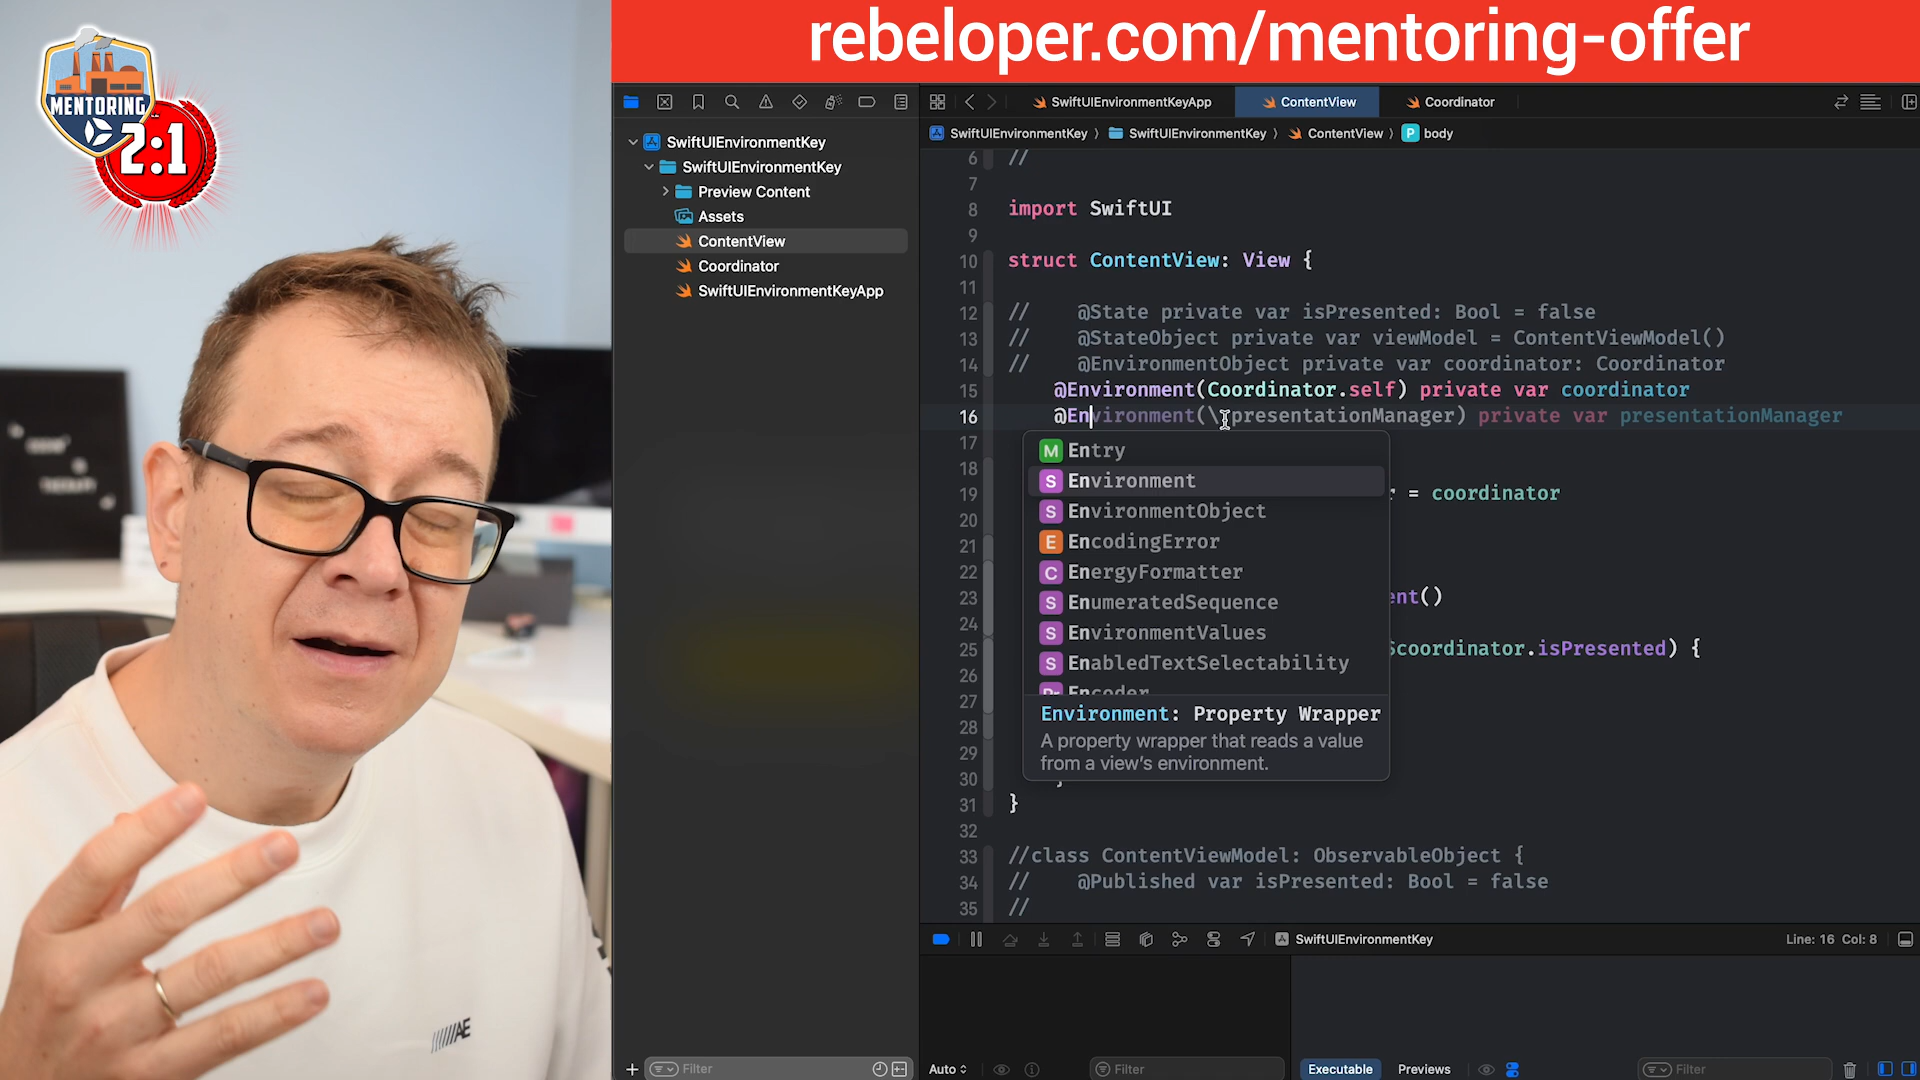 rebeloper.com/mentoring-offer
MENTORING
2:1
SwiftUIEnvironmentKeyApp
ContentView
Coordinator
SwiftUIEnvironmentKey
SwiftUIEnvironmentKey
ContentView
body
SwiftUIEnvironmentKey
SwiftUIEnvironmentKey
Preview Content
Assets
ContentView
Coordinator
SwiftUIEnvironmentKeyApp
6 //
7
8 import SwiftUI
9
10 struct ContentView: View {
11
12 // @State private var isPresented: Bool = false
13 // @StateObject private var viewModel = ContentViewModel()
14 // @EnvironmentObject private var coordinator: Coordinator
15 @Environment(Coordinator.self) private var coordinator
16 @Environment(\.presentationManager) private var presentationManager
17
18
19 r = coordinator
20
21
22
23 ent()
24
25 $coordinator.isPresented) {
26
27
28
29
30
31 }
32
33 //class ContentViewModel: ObservableObject {
34 // @Published var isPresented: Bool = false
35 //
M Entry
S Environment
S EnvironmentObject
E EncodingError
C EnergyFormatter
S EnumeratedSequence
S EnvironmentValues
S EnabledTextSelectability
Pr Encoder
Environment: Property Wrapper
A property wrapper that reads a value
from a view's environment.
SwiftUIEnvironmentKey
Line: 16 Col: 8
Filter
Auto
Filter
Executable
Previews
Filter
AE